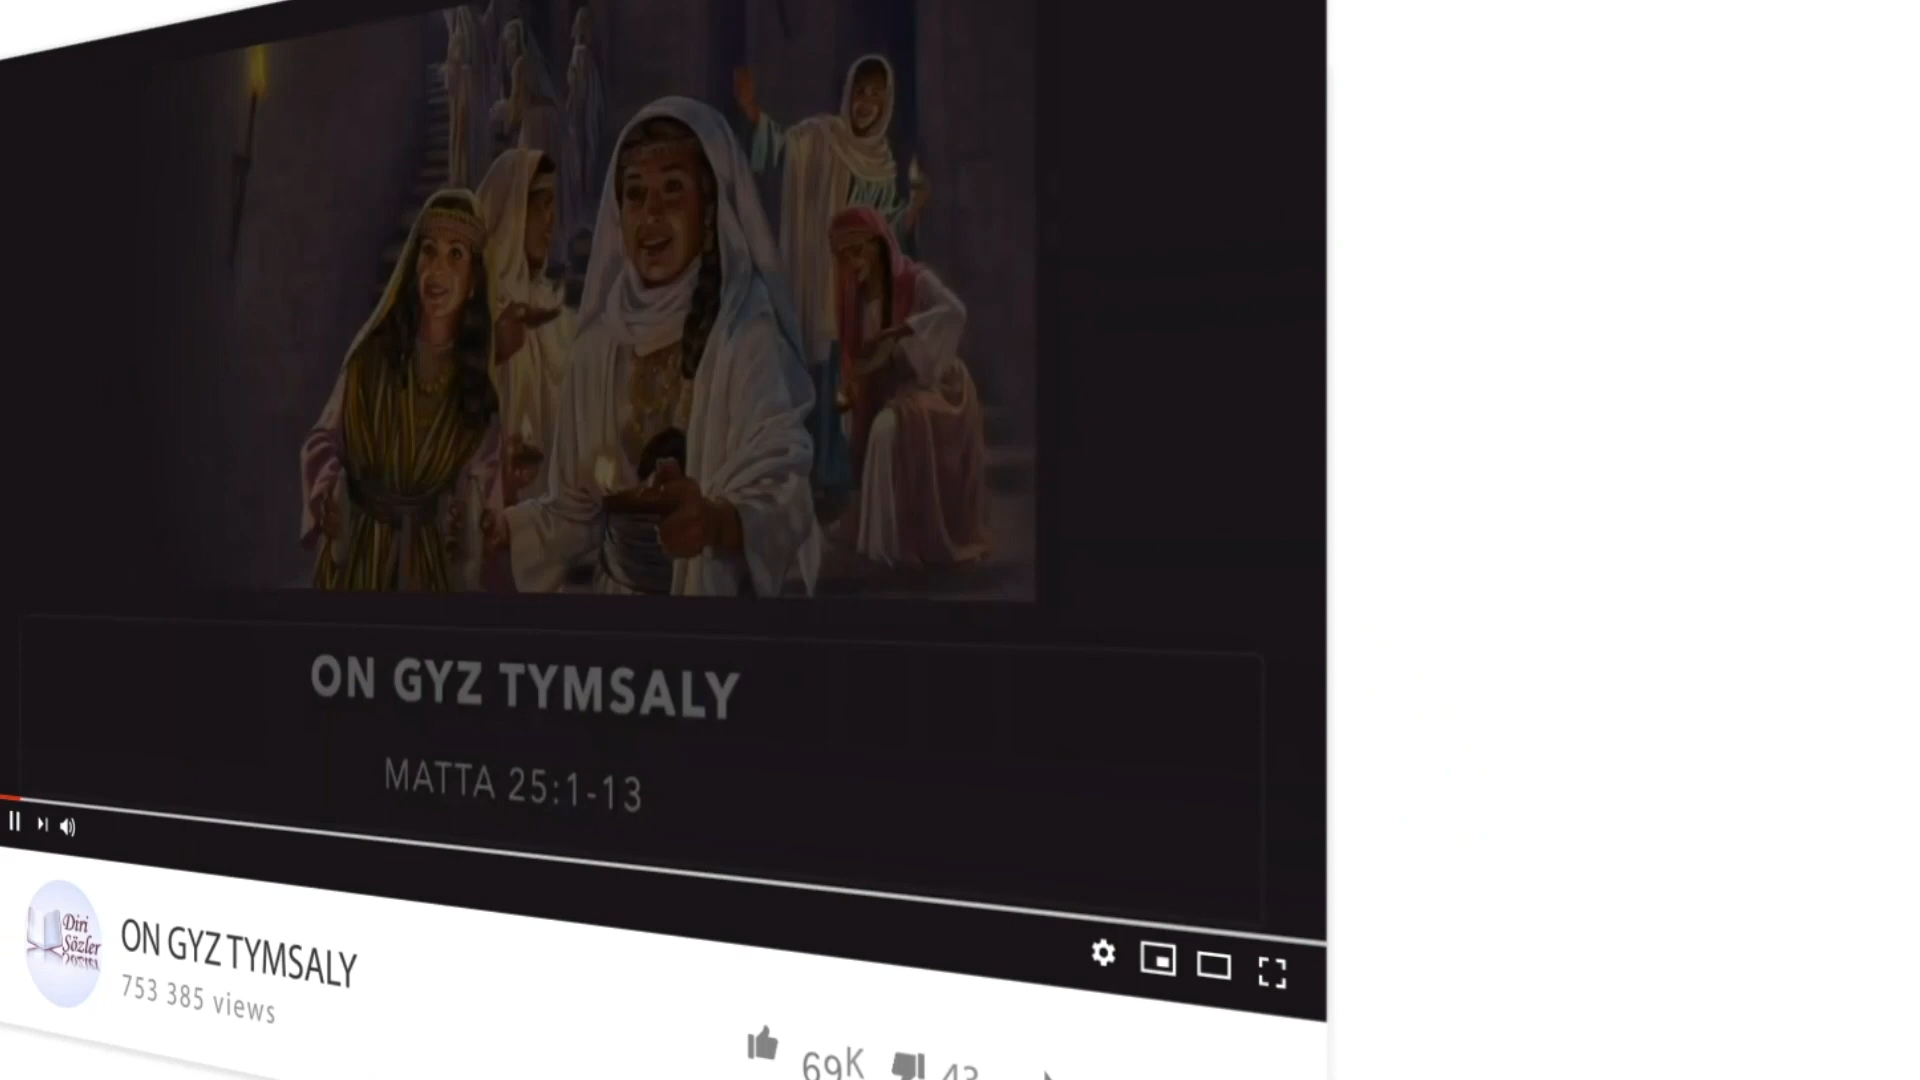 ON GYZ TYMSALY
MATTA 25:1-13
Diri
Sözler
ON GYZ TYMSALY
753 385 views
69K
43